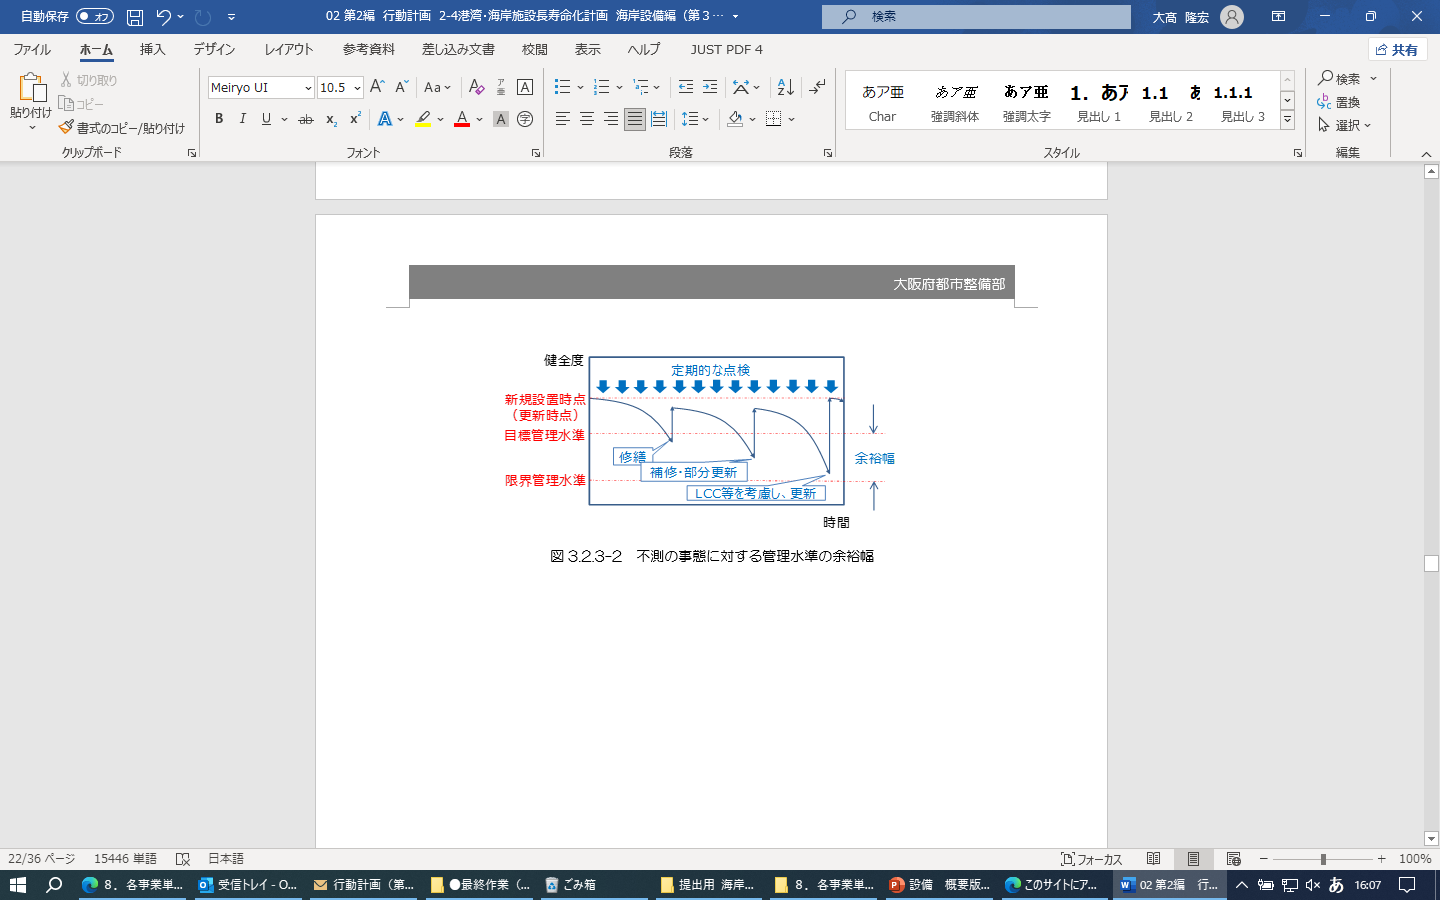 自動保存 オフ 02 第2編 行動計画 2-4港湾・海岸施設長寿命化計画 海岸設備編（第３… 検索 大髙 隆宏
ファイル ホーム 挿入 デザイン レイアウト 参考資料 差し込み文書 校閲 表示 ヘルプ JUST PDF 4 共有
貼り付け 切り取り コピー 書式のコピー/貼り付け
クリップボード
Meiryo UI 10.5 A A Aa A ア亜 A
B I U ab x₂ x² A A A 字
フォント
A Z
段落
あア亜 あア亜 あア亜 1. あア 1.1 あ 1.1.1
Char 強調斜体 強調太字 見出し 1 見出し 2 見出し 3
スタイル
検索
置換
選択
編集
大阪府都市整備部
健全度
定期的な点検
新規設置時点
（更新時点）
目標管理水準
修繕
余裕幅
補修・部分更新
限界管理水準
LCC等を考慮し、更新
時間
図 3.2.3-2　不測の事態に対する管理水準の余裕幅
22/36 ページ 15446 単語 日本語 フォーカス 100%
8．各事業単... 受信トレイ - O... 行動計画（第... ●最終作業（... ごみ箱 提出用 海岸... 8．各事業単... 設備　概要版... このサイトにア... 02 第2編　行... あ 16:07